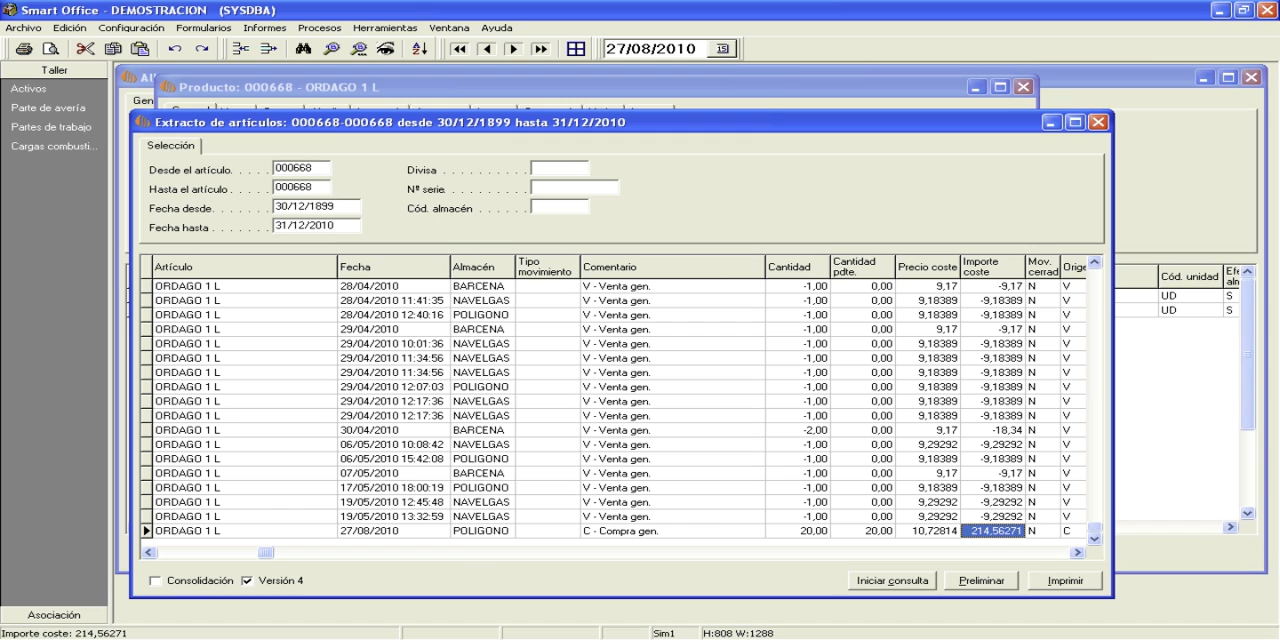 Smart Office - DEMOSTRACION (SYSDBA)
Archivo Edición Configuración Formularios Informes Procesos Herramientas Ventana Ayuda
27/08/2010 15
Taller
Activos
Parte de avería
Partes de trabajo
Cargas combusti...
Al
Gen
Producto: 000668 - ORDAGO 1 L
Extracto de artículos: 000668-000668 desde 30/12/1899 hasta 31/12/2010
Selección
Desde el artículo. . . . . 000668 Divisa . . . . . . . . . .
Hasta el artículo . . . . . 000668 Nº serie. . . . . . . . . .
Fecha desde. . . . . . . 30/12/1899 Cód. almacén . . . . . .
Fecha hasta . . . . . . . 31/12/2010
Artículo Fecha Almacén Tipo movimiento Comentario Cantidad Cantidad pdte. Precio coste Importe coste Mov. cerrad Orige
ORDAGO 1 L 28/04/2010 BARCENA V - Venta gen. -1,00 0,00 9,17 -9,17 N V
ORDAGO 1 L 28/04/2010 11:41:35 NAVELGAS V - Venta gen. -1,00 0,00 9,18389 -9,18389 N V
ORDAGO 1 L 28/04/2010 12:40:16 POLIGONO V - Venta gen. -1,00 0,00 9,18389 -9,18389 N V
ORDAGO 1 L 29/04/2010 BARCENA V - Venta gen. -1,00 0,00 9,17 -9,17 N V
ORDAGO 1 L 29/04/2010 10:01:36 NAVELGAS V - Venta gen. -1,00 0,00 9,18389 -9,18389 N V
ORDAGO 1 L 29/04/2010 11:34:56 NAVELGAS V - Venta gen. -1,00 0,00 9,18389 -9,18389 N V
ORDAGO 1 L 29/04/2010 11:34:56 NAVELGAS V - Venta gen. -1,00 0,00 9,18389 -9,18389 N V
ORDAGO 1 L 29/04/2010 12:07:03 POLIGONO V - Venta gen. -1,00 0,00 9,18389 -9,18389 N V
ORDAGO 1 L 29/04/2010 12:17:36 NAVELGAS V - Venta gen. -1,00 0,00 9,18389 -9,18389 N V
ORDAGO 1 L 29/04/2010 12:17:36 NAVELGAS V - Venta gen. -1,00 0,00 9,18389 -9,18389 N V
ORDAGO 1 L 30/04/2010 BARCENA V - Venta gen. -2,00 0,00 9,17 -18,34 N V
ORDAGO 1 L 06/05/2010 10:08:42 NAVELGAS V - Venta gen. -1,00 0,00 9,29292 -9,29292 N V
ORDAGO 1 L 06/05/2010 15:42:08 POLIGONO V - Venta gen. -1,00 0,00 9,18389 -9,18389 N V
ORDAGO 1 L 07/05/2010 BARCENA V - Venta gen. -1,00 0,00 9,17 -9,17 N V
ORDAGO 1 L 17/05/2010 18:00:19 POLIGONO V - Venta gen. -1,00 0,00 9,18389 -9,18389 N V
ORDAGO 1 L 19/05/2010 12:45:48 NAVELGAS V - Venta gen. -1,00 0,00 9,29292 -9,29292 N V
ORDAGO 1 L 19/05/2010 13:32:59 NAVELGAS V - Venta gen. -1,00 0,00 9,29292 -9,29292 N V
ORDAGO 1 L 27/08/2010 POLIGONO C - Compra gen. 20,00 20,00 10,72814 214,56271 N C
Cód. unidad Efe alm
UD S
UD S
Consolidación Versión 4 Iniciar consulta Preliminar Imprimir
Asociación
Importe coste: 214,56271 Sim1 H:808 W:1288